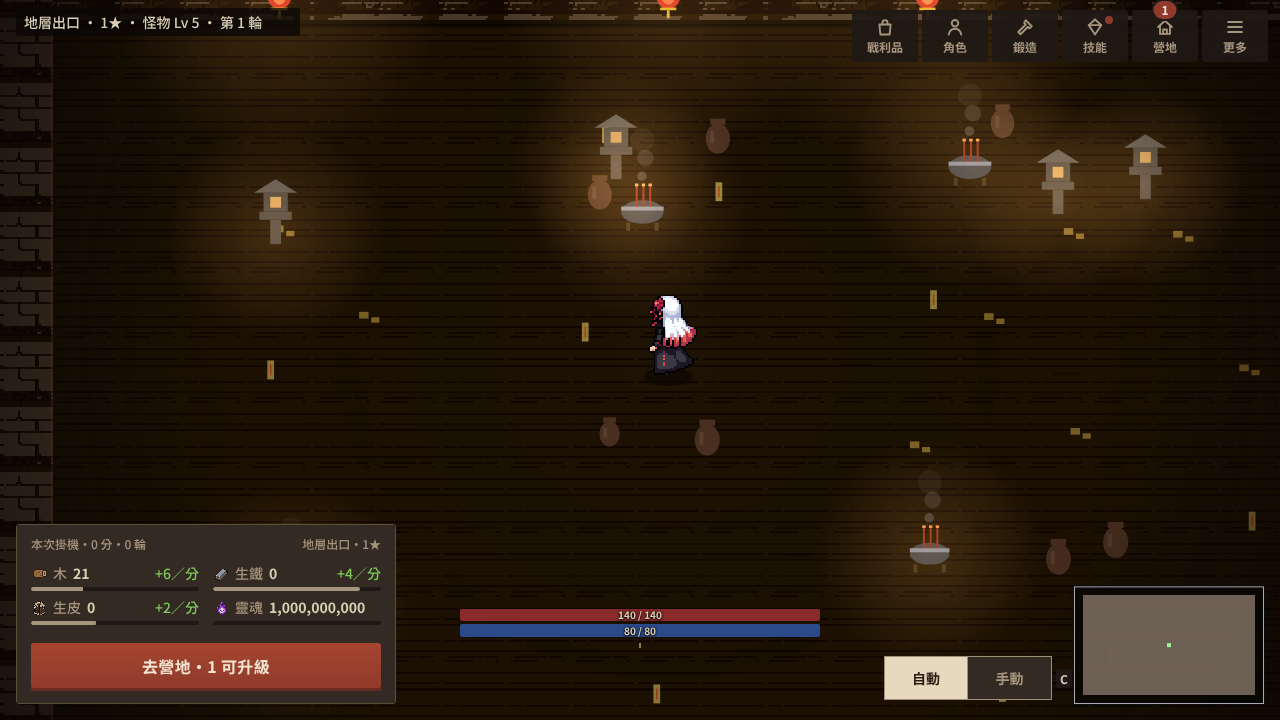 地層出口・1★・怪物 Lv 5・第 1 輪
戰利品
角色
鍛造
技能
1
營地
更多
本次掛機・0 分・0 輪
地層出口・1★
木 21 +6／分
生鐵 0 +4／分
生皮 0 +2／分
靈魂 1,000,000,000
去營地・1 可升級
140 / 140
80 / 80
自動
手動
C